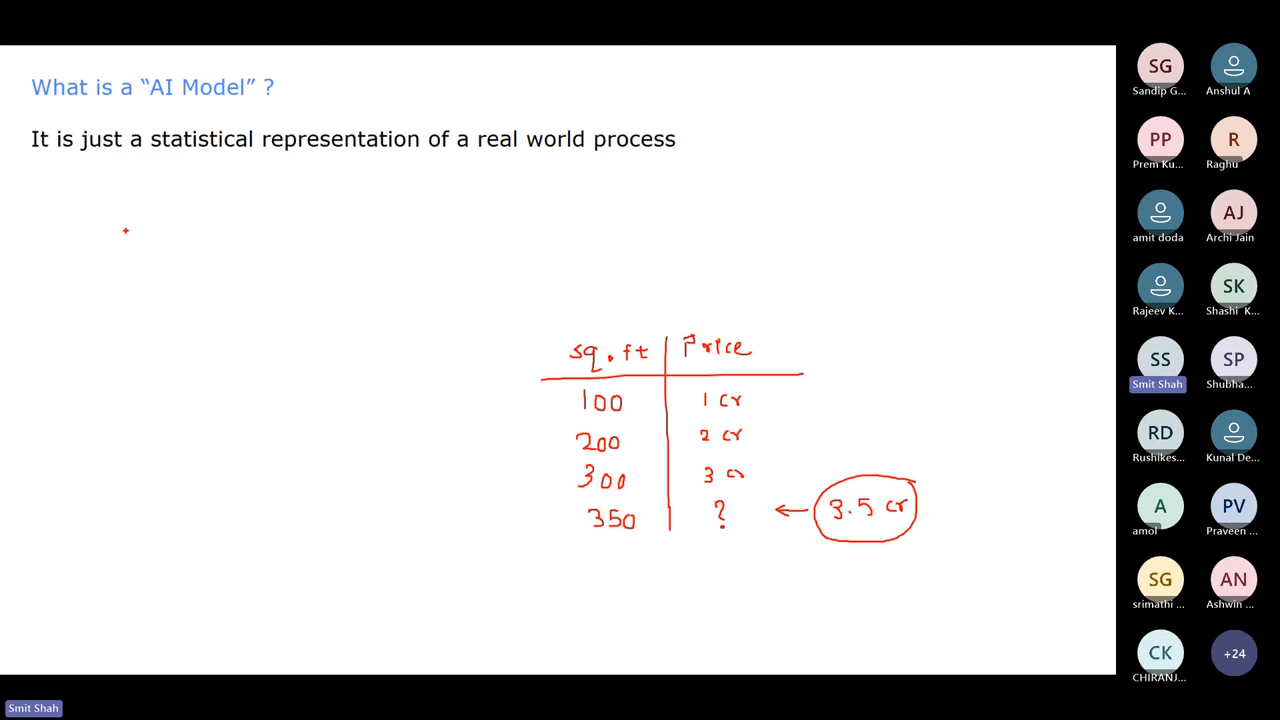 What is a “AI Model” ?
It is just a statistical representation of a real world process
sq.ft Price
100 1 cr
200 2 cr
300 3 cr
350 ? ← 3.5 cr
SG
Sandip G...
Anshul A
PP R
Prem Ku... Raghu
AJ
amit doda Archi Jain
SK
Rajeev K... Shashi K...
SS SP
Smit Shah Shubha...
RD
Rushikes... Kunal De...
A PV
amol Praveen ...
SG AN
srimathi ... Ashwin ...
CK +24
CHIRANJ...
Smit Shah